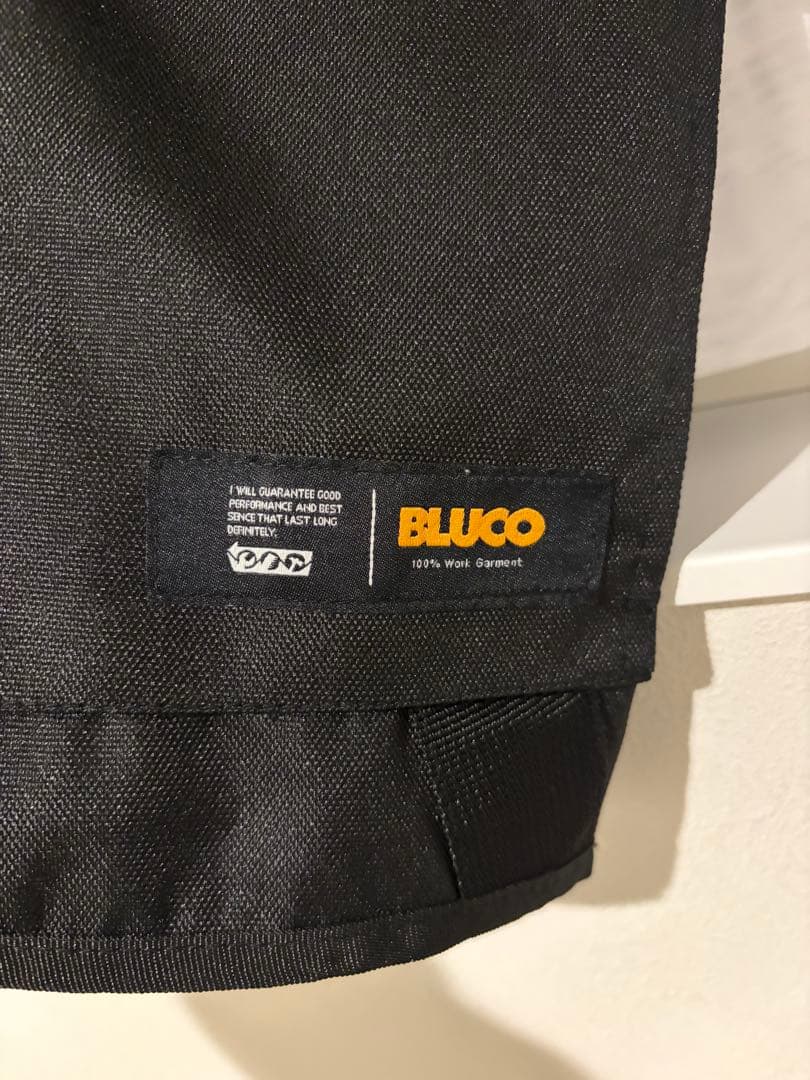 I WILL GUARANTEE GOOD
PERFORMANCE AND BEST
SENCE THAT LAST LONG
DEFINITELY.
BLUCO
100% Work Garment